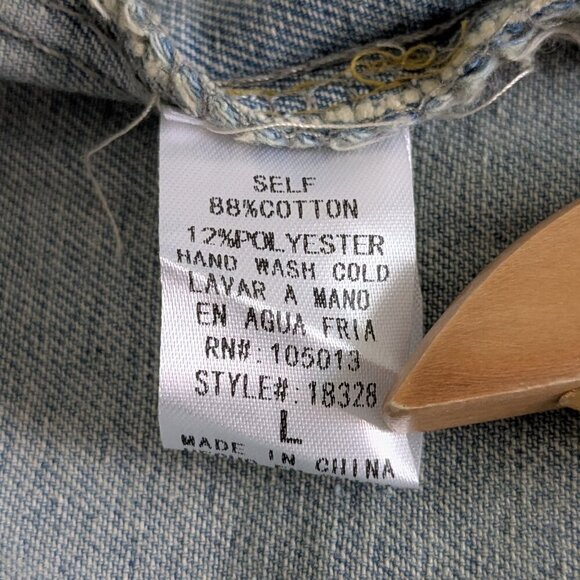 SELF
88%COTTON
12%POLYESTER
HAND WASH COLD
LAVAR A MANO
EN AGUA FRIA
RN#:105013
STYLE#:18328
L
MADE IN CHINA